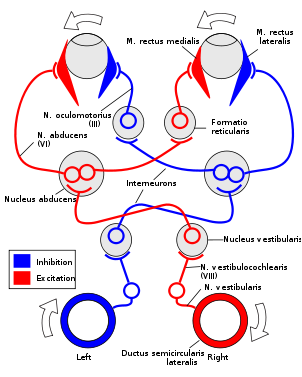 M. rectus medialis
M. rectus
lateralis
N. oculomotorius
(III)
N. abducens
(VI)
Formatio
reticularis
Interneurons
Nucleus abducens
Nucleus vestibularis
Inhibition
Excitation
N. vestibulocochlearis
(VIII)
N. vestibularis
Left
Ductus semicircularis
lateralis
Right